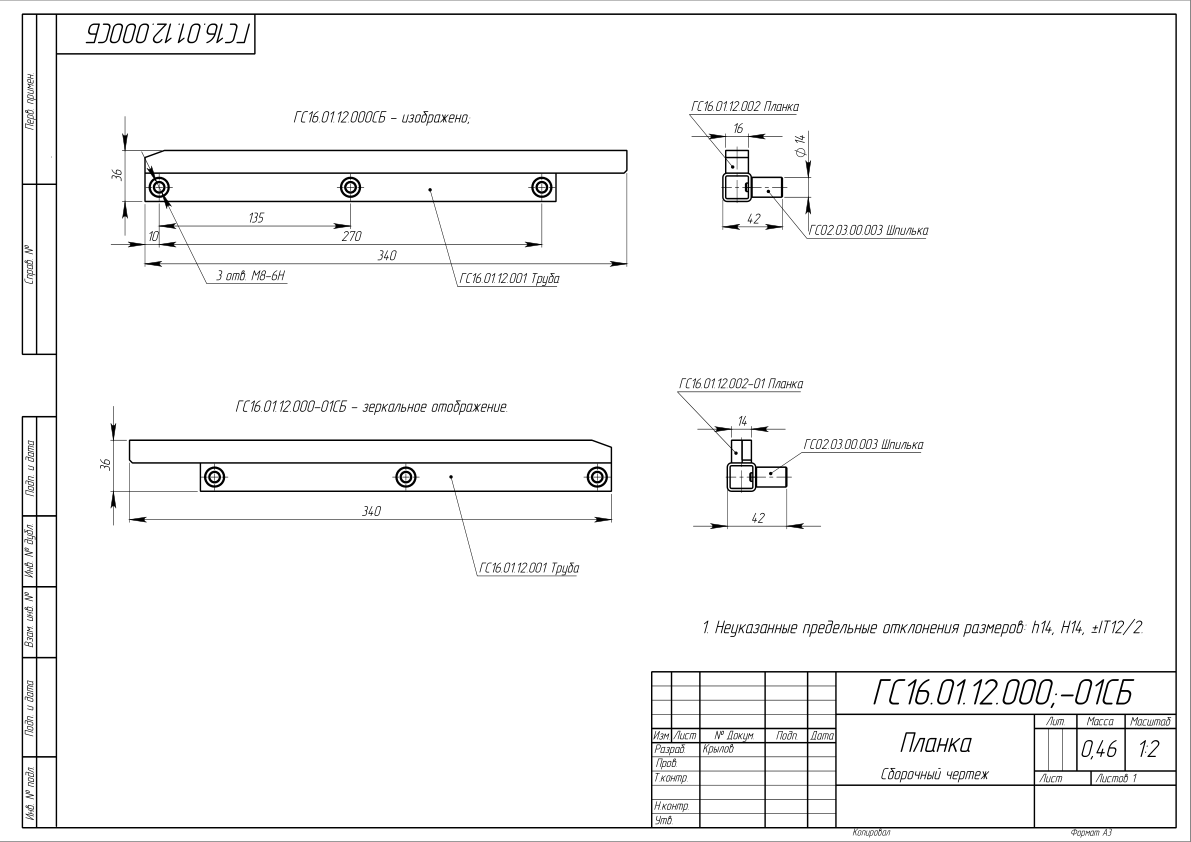 ГС16.01.12.000СБ
Перв. примен.
Справ. №
Подп. и дата
Инв. № дубл.
Взам. инв. №
Подп. и дата
Инв. № подл.
ГС16.01.12.000СБ - изображено;
36
135
10
270
340
3 отв. М8-6Н
ГС16.01.12.001 Труба
ГС16.01.12.002 Планка
16
Ф 14
42
ГС02.03.00.003 Шпилька
ГС16.01.12.000-01СБ - зеркальное отображение.
36
340
ГС16.01.12.001 Труба
ГС16.01.12.002-01 Планка
14
ГС02.03.00.003 Шпилька
42
1. Неуказанные предельные отклонения размеров: h14, H14, ±IT12/2.
ГС16.01.12.000;-01СБ
Изм. Лист № Докум. Подп. Дата
Разраб. Крылов
Пров.
Т.контр.
Н.контр.
Утв.
Планка
Сборочный чертеж
Лит. Масса Масштаб
0,46 1:2
Лист Листов 1
Копировал Формат А3